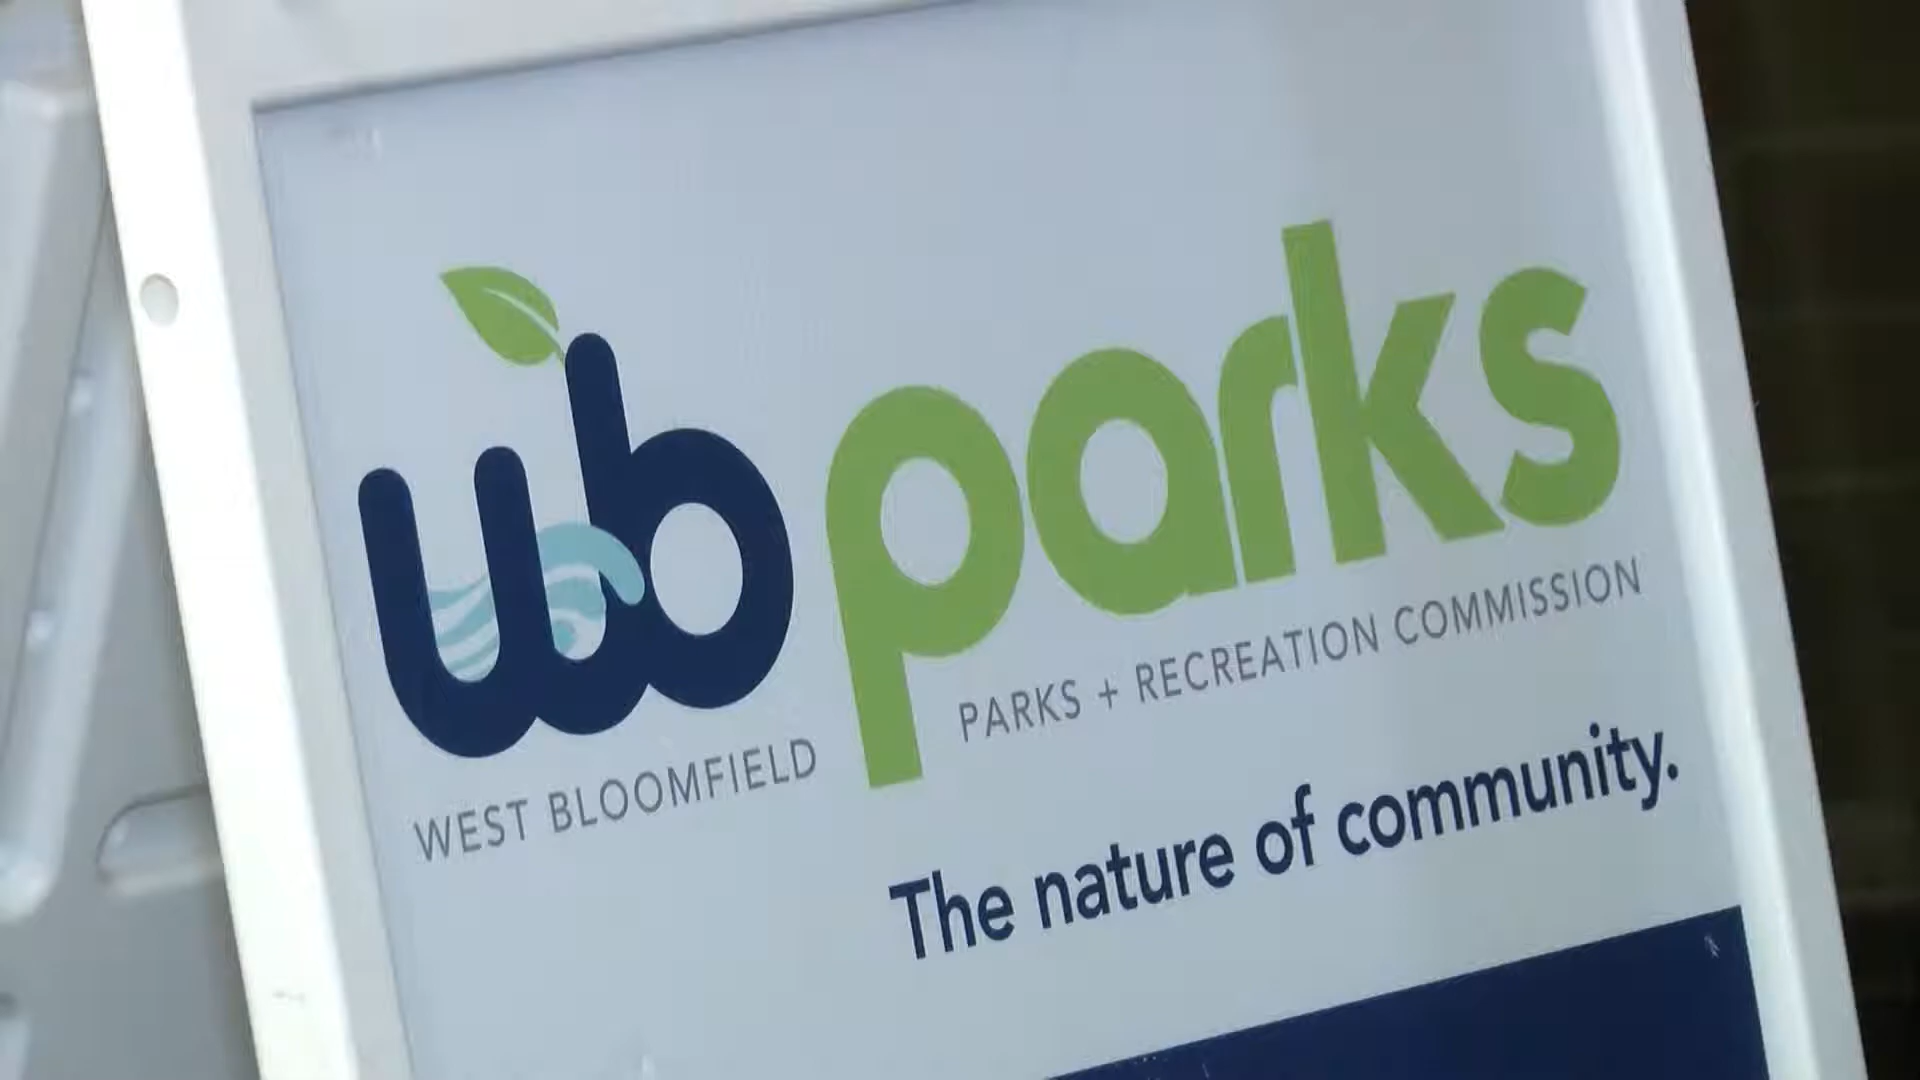 wb parks
WEST BLOOMFIELD
PARKS + RECREATION COMMISSION
The nature of community.